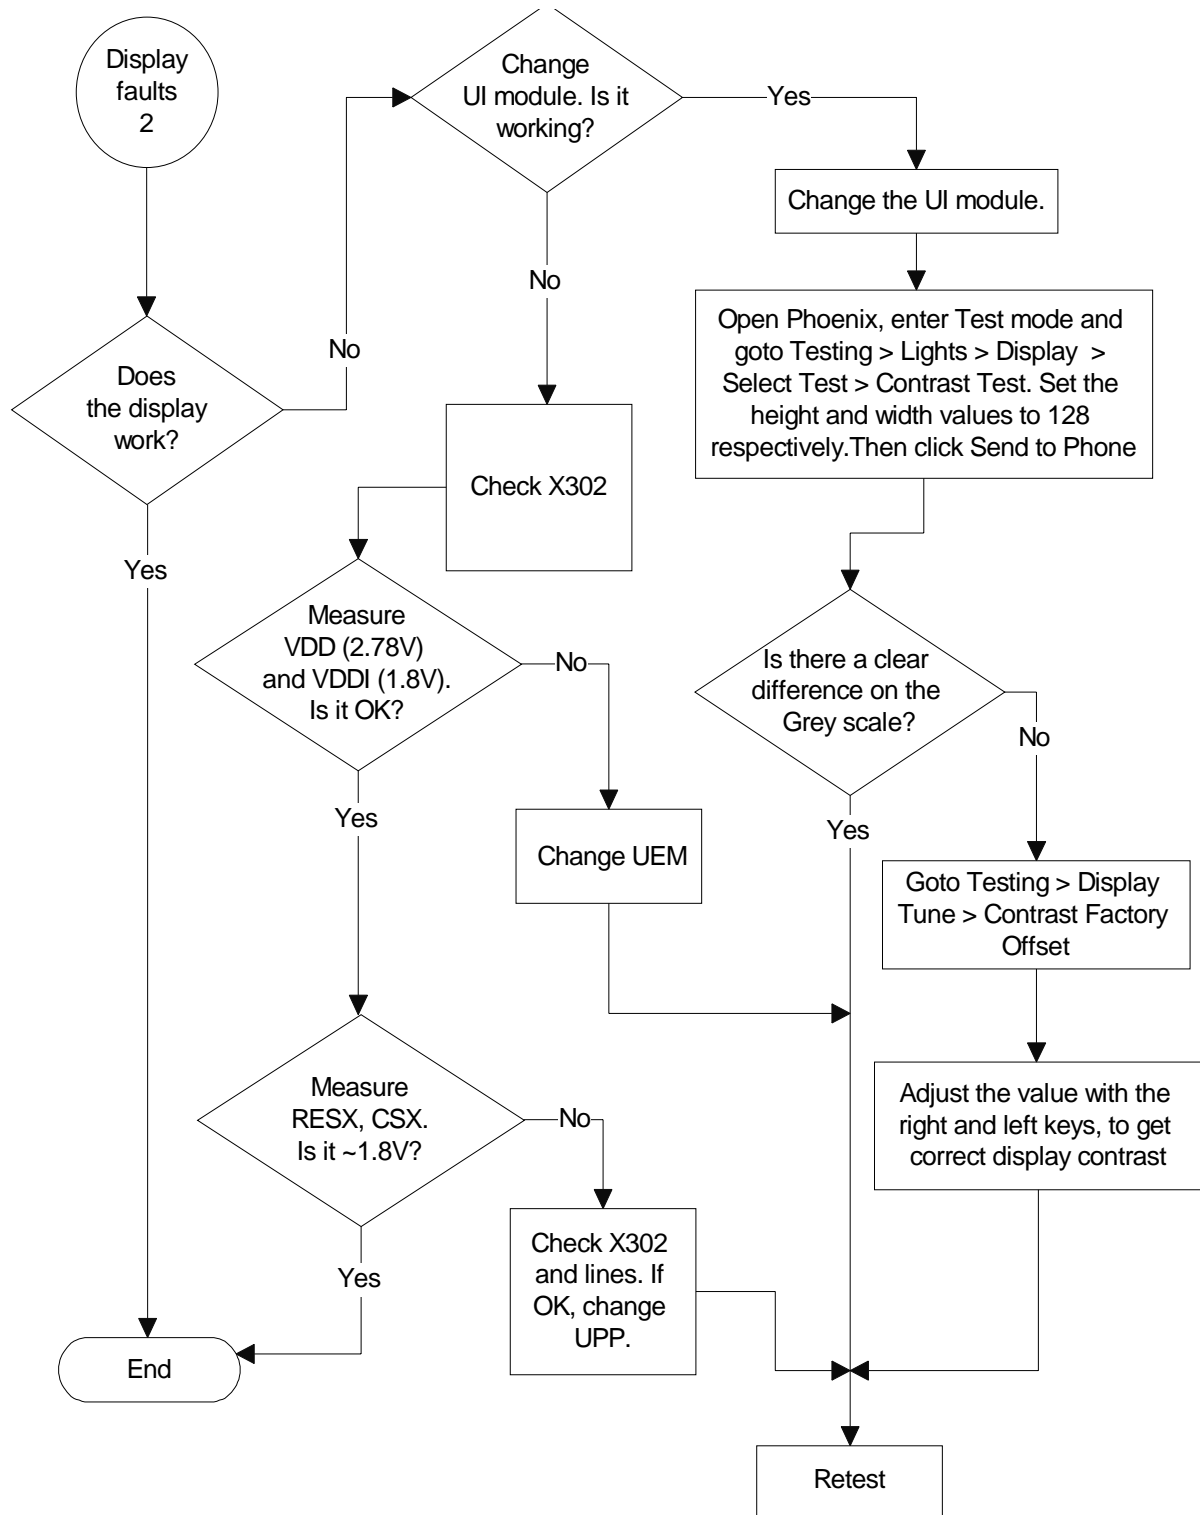 Display
faults
2
Change
UI module. Is it
working?
Yes
Change the UI module.
No
No
Open Phoenix, enter Test mode and
goto Testing > Lights > Display >
Select Test > Contrast Test. Set the
height and width values to 128
respectively.Then click Send to Phone
Does
the display
work?
Check X302
Yes
Measure
VDD (2.78V)
and VDDI (1.8V).
Is it OK?
No
Is there a clear
difference on the
Grey scale?
No
Yes
Yes
Change UEM
Goto Testing > Display
Tune > Contrast Factory
Offset
Measure
RESX, CSX.
Is it ~1.8V?
No
Adjust the value with the
right and left keys, to get
correct display contrast
Yes
Check X302
and lines. If
OK, change
UPP.
End
Retest